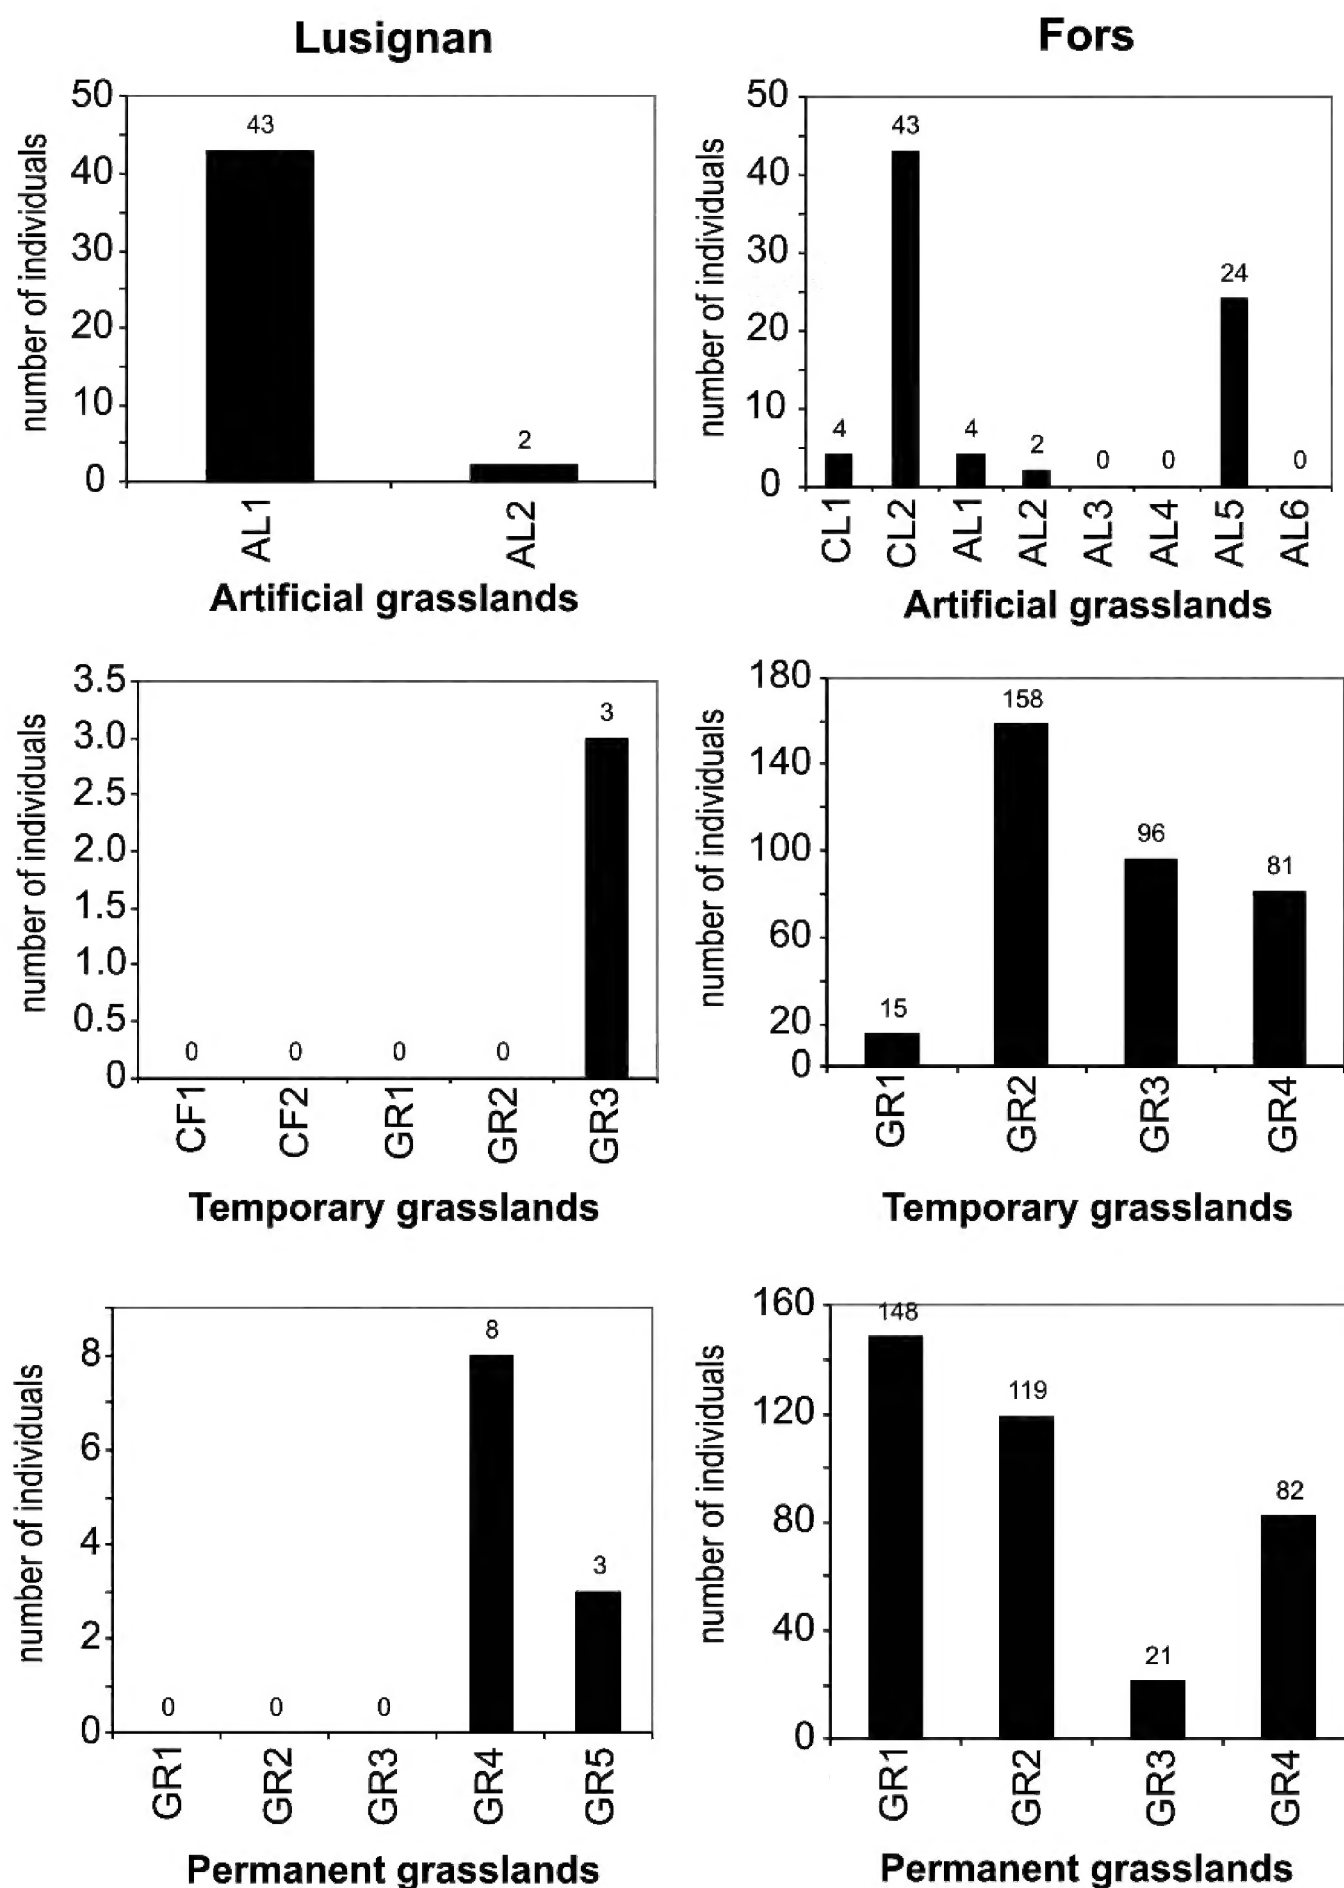 Lusignan
Fors
50
40
30
20
10
0
number of individuals
43
2
AL1
AL2
Artificial grasslands
50
40
30
20
10
0
number of individuals
4
43
4
2
0
0
24
0
CL1
CL2
AL1
AL2
AL3
AL4
AL5
AL6
Artificial grasslands
3.5
3.0
2.5
2.0
1.5
1.0
0.5
0
number of individuals
0
0
0
0
3
CF1
CF2
GR1
GR2
GR3
Temporary grasslands
180
140
100
60
20
0
number of individuals
15
158
96
81
GR1
GR2
GR3
GR4
Temporary grasslands
8
6
4
2
0
number of individuals
0
0
0
8
3
GR1
GR2
GR3
GR4
GR5
Permanent grasslands
160
120
80
40
0
number of individuals
148
119
21
82
GR1
GR2
GR3
GR4
Permanent grasslands